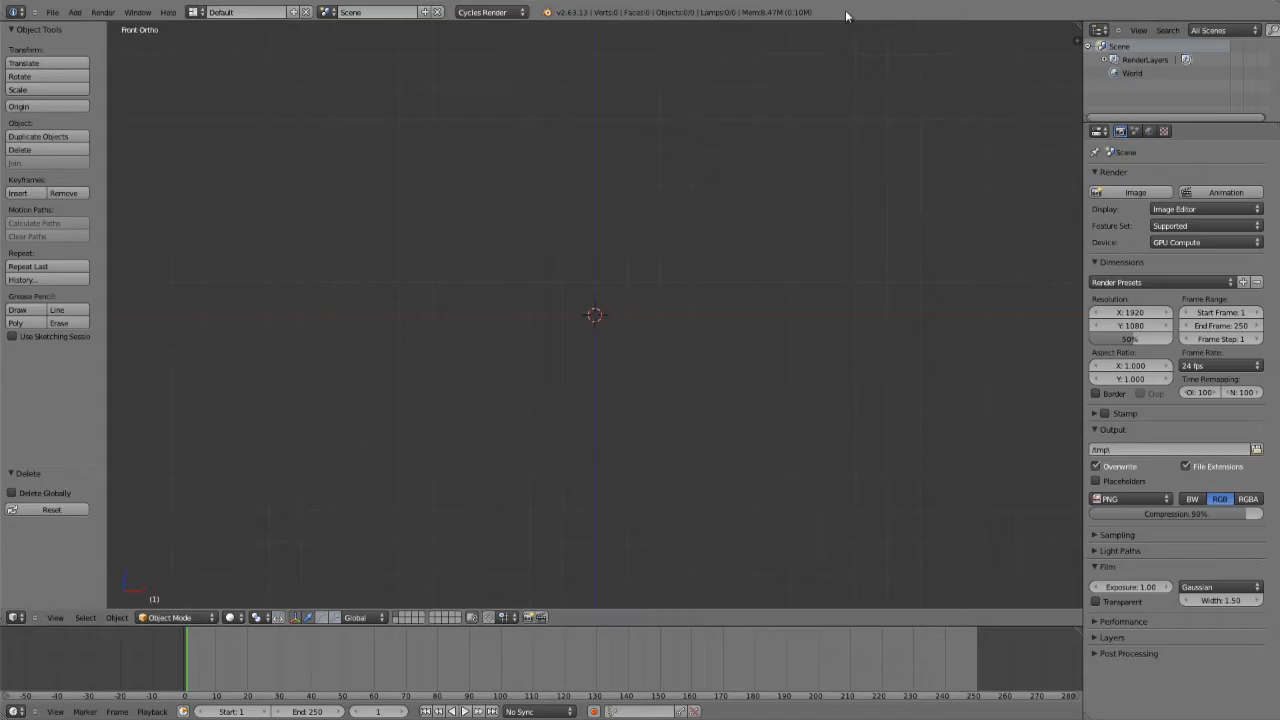 File Add Render Window Help Default Scene Cycles Render v2.63.13 | Verts:0 | Faces:0 | Objects:0/0 | Lamps:0/0 | Mem:8.47M (0.10M)
Object Tools
Transform:
Translate
Rotate
Scale
Origin
Object:
Duplicate Objects
Delete
Join
Keyframes:
Insert Remove
Motion Paths:
Calculate Paths
Clear Paths
Repeat:
Repeat Last
History...
Grease Pencil:
Draw Line
Poly Erase
Use Sketching Sessio
Delete
Delete Globally
Reset
Front Ortho
(1)
View Select Object Object Mode Global
View Search All Scenes
Scene
RenderLayers
World
Scene
Render
Image Animation
Display: Image Editor
Feature Set: Supported
Device: GPU Compute
Dimensions
Render Presets
Resolution: Frame Range:
X: 1920 Start Frame: 1
Y: 1080 End Frame: 250
50% Frame Step: 1
Aspect Ratio: Frame Rate:
X: 1.000 24 fps
Y: 1.000 Time Remapping:
Border Crop Ol: 100 N: 100
Stamp
Output
/tmp\
Overwrite File Extensions
Placeholders
PNG BW RGB RGBA
Compression: 90%
Sampling
Light Paths
Film
Exposure: 1.00 Gaussian
Transparent Width: 1.50
Performance
Layers
Post Processing
-50 -40 -30 -20 -10 0 10 20 30 40 50 60 70 80 90 100 110 120 130 140 150 160 170 180 190 200 210 220 230 240 250 260 270 280
View Marker Frame Playback Start: 1 End: 250 1 No Sync